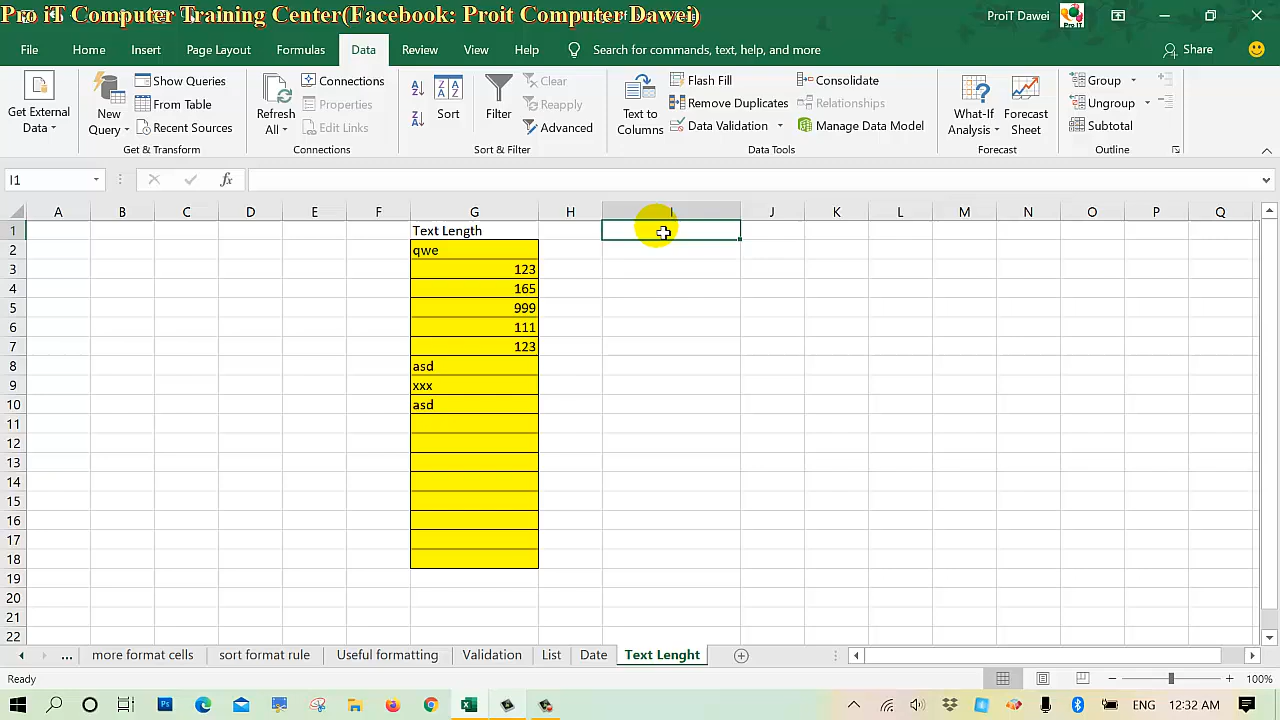 Pro iT Computer Training Center(Facebook: Proit Computer Dawei)
ProIT Dawei
File Home Insert Page Layout Formulas Data Review View Help Search for commands, text, help, and more Share
Get External Data
New Query
Show Queries
From Table
Recent Sources
Get & Transform
Refresh All
Connections
Properties
Edit Links
Connections
Sort
Filter
Clear
Reapply
Advanced
Sort & Filter
Text to Columns
Flash Fill
Remove Duplicates
Data Validation
Consolidate
Relationships
Manage Data Model
Data Tools
What-If Analysis
Forecast Sheet
Forecast
Group
Ungroup
Subtotal
Outline
I1 fx
A B C D E F G H I J K L M N O P Q
1 Text Length
2 qwe
3 123
4 165
5 999
6 111
7 123
8 asd
9 xxx
10 asd
11
12
13
14
15
16
17
18
19
20
21
22
... more format cells sort format rule Useful formatting Validation List Date Text Lenght
Ready 100%
ENG 12:32 AM